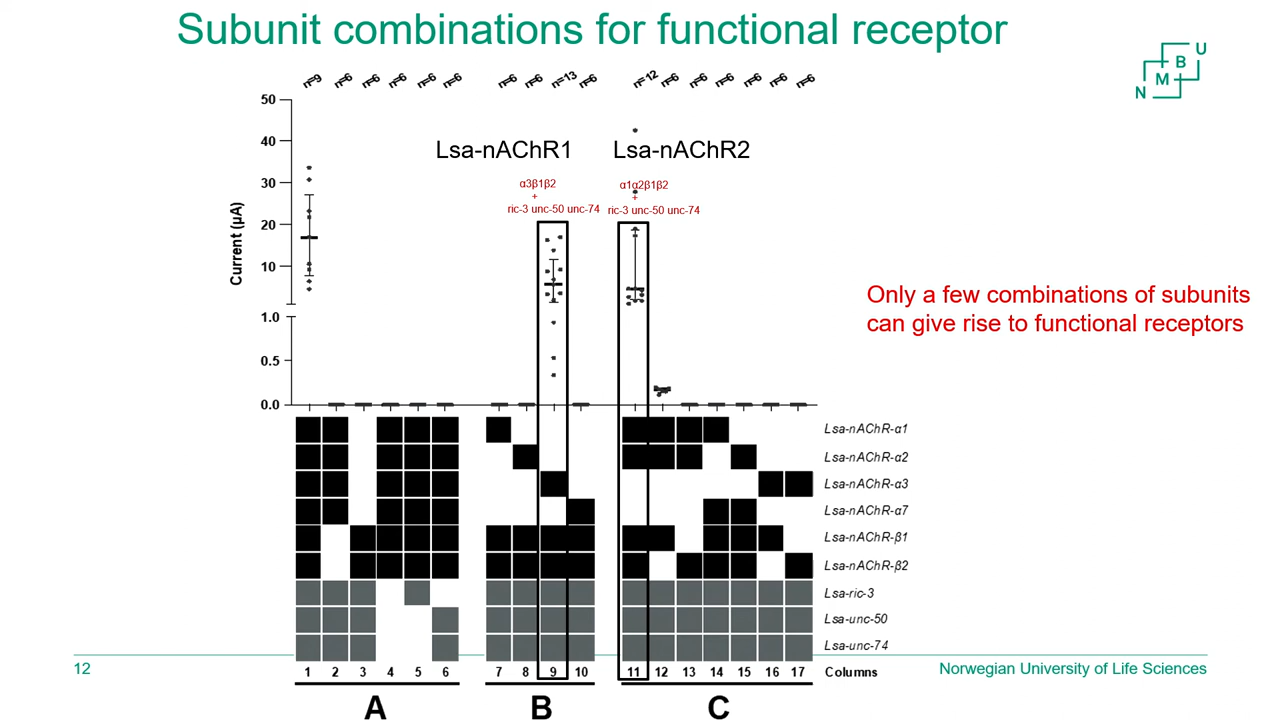 Subunit combinations for functional receptor
N M B U
n=9 n=6 n=6 n=6 n=6 n=6 n=6 n=6 n=13 n=6 n=12 n=6 n=6 n=6 n=6 n=6 n=6
50
40
30
20
10
1.0
0.5
0.0
Current (µA)
Lsa-nAChR1 Lsa-nAChR2
α3β1β2
+
ric-3 unc-50 unc-74
α1α2β1β2
+
ric-3 unc-50 unc-74
Only a few combinations of subunits
can give rise to functional receptors
Lsa-nAChR-α1
Lsa-nAChR-α2
Lsa-nAChR-α3
Lsa-nAChR-α7
Lsa-nAChR-β1
Lsa-nAChR-β2
Lsa-ric-3
Lsa-unc-50
Lsa-unc-74
1 2 3 4 5 6 7 8 9 10 11 12 13 14 15 16 17 Columns
A B C
12
Norwegian University of Life Sciences